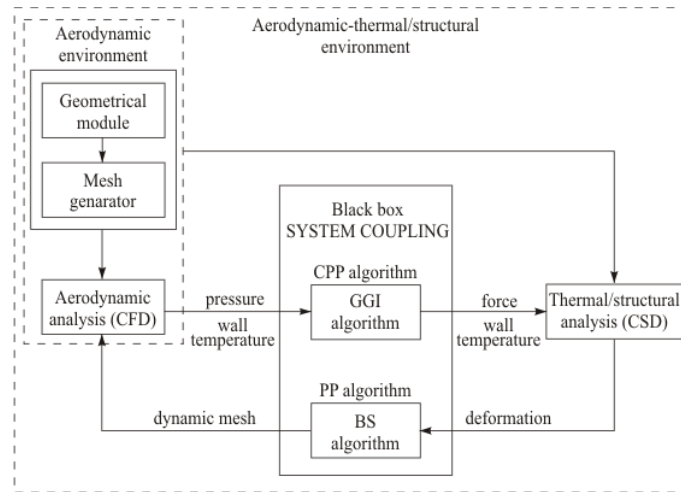 Aerodynamic
environment
Aerodynamic-thermal/structural
environment
Geometrical
module
Mesh
genarator
Black box
SYSTEM COUPLING
CPP algorithm
GGI
algorithm
Aerodynamic
analysis (CFD)
pressure
wall
temperature
force
wall
temperature
Thermal/structural
analysis (CSD)
PP algorithm
BS
algorithm
dynamic mesh
deformation